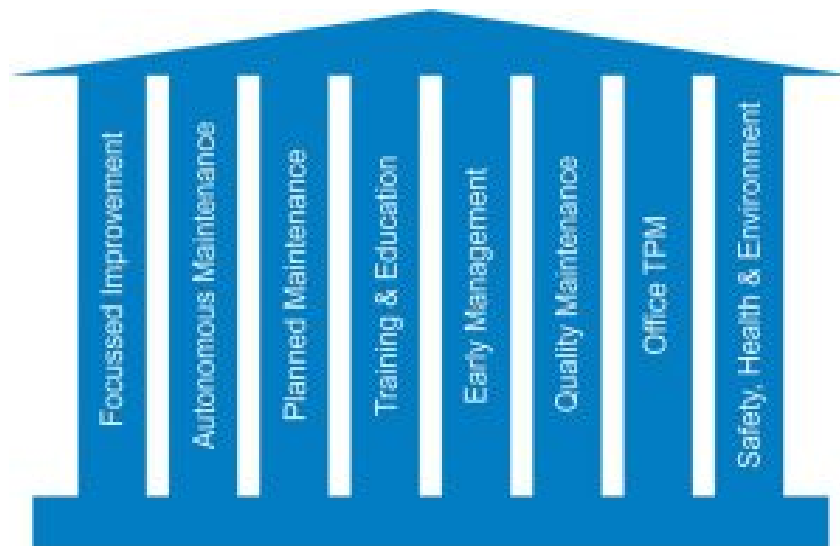 Focussed Improvement
Autonomous Maintenance
Planned Maintenance
Training & Education
Early Management
Quality Maintenance
Office TPM
Safety, Health & Environment